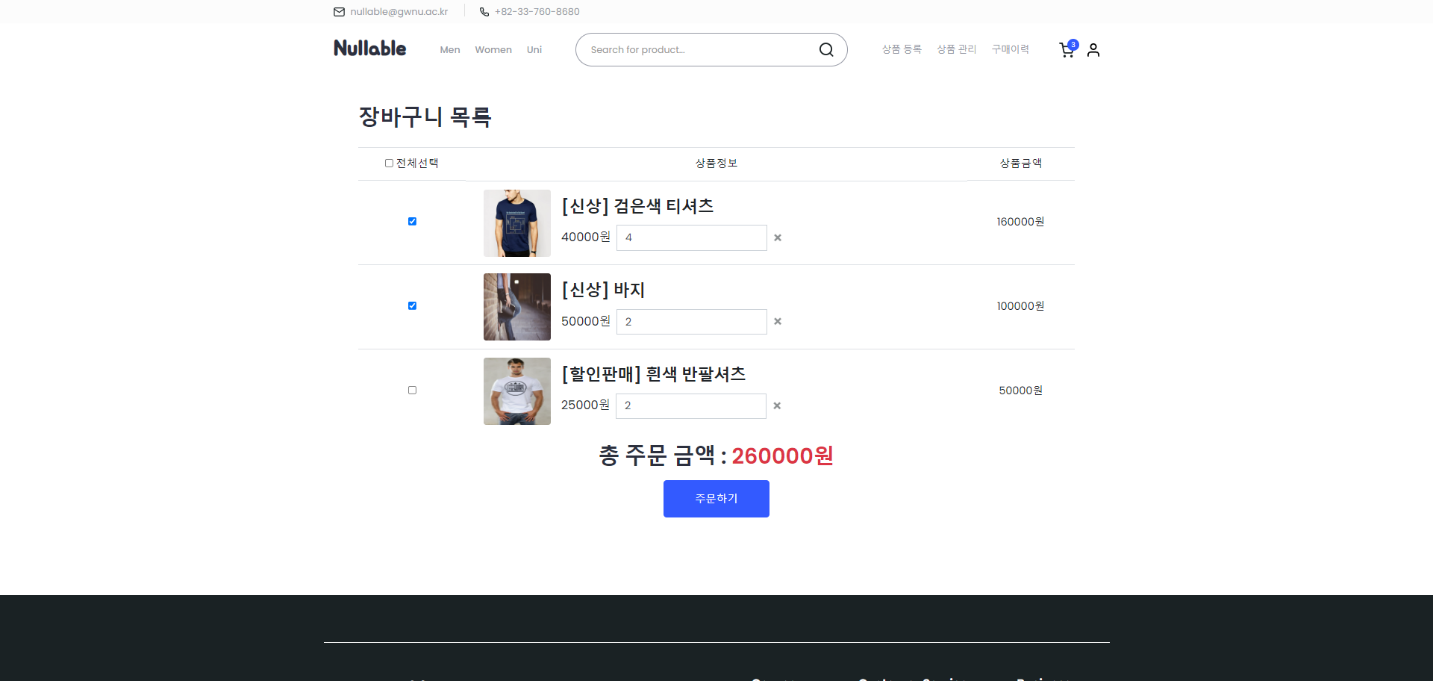 nullable@gwnu.ac.kr +82-33-760-8680
Nullable Men Women Uni Search for product... 상품 등록 상품 관리 구매이력 3
장바구니 목록
전체선택 상품정보 상품금액
[신상] 검은색 티셔츠
40000원 4 × 160000원
[신상] 바지
50000원 2 × 100000원
[할인판매] 흰색 반팔셔츠
25000원 2 × 50000원
총 주문 금액 : 260000원
주문하기